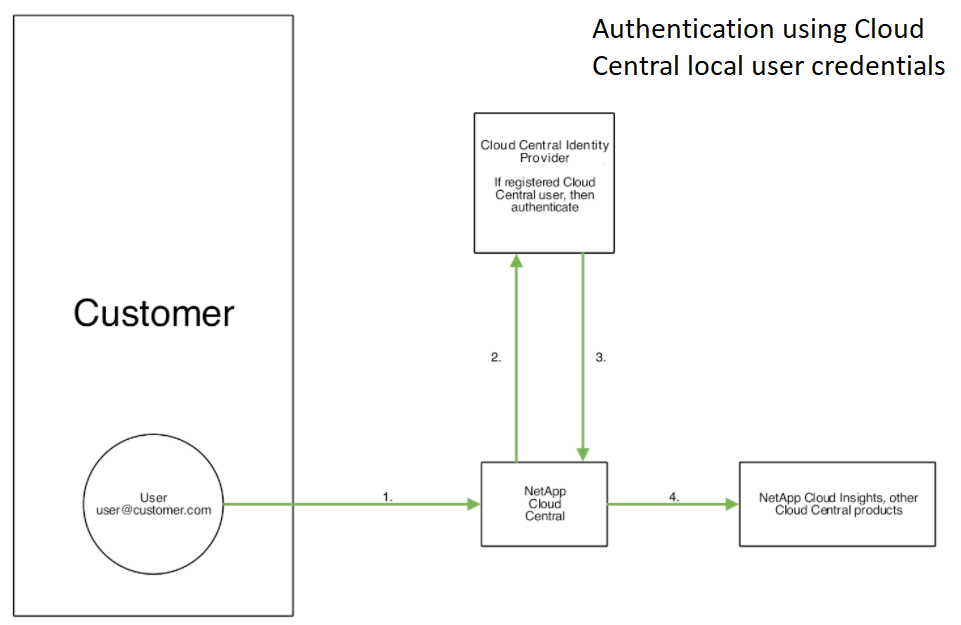 Authentication using Cloud
Central local user credentials
Cloud Central Identity
Provider
If registered Cloud
Central user, then
authenticate
Customer
2.
3.
User
user@customer.com
1.
NetApp
Cloud
Central
4.
NetApp Cloud Insights, other
Cloud Central products